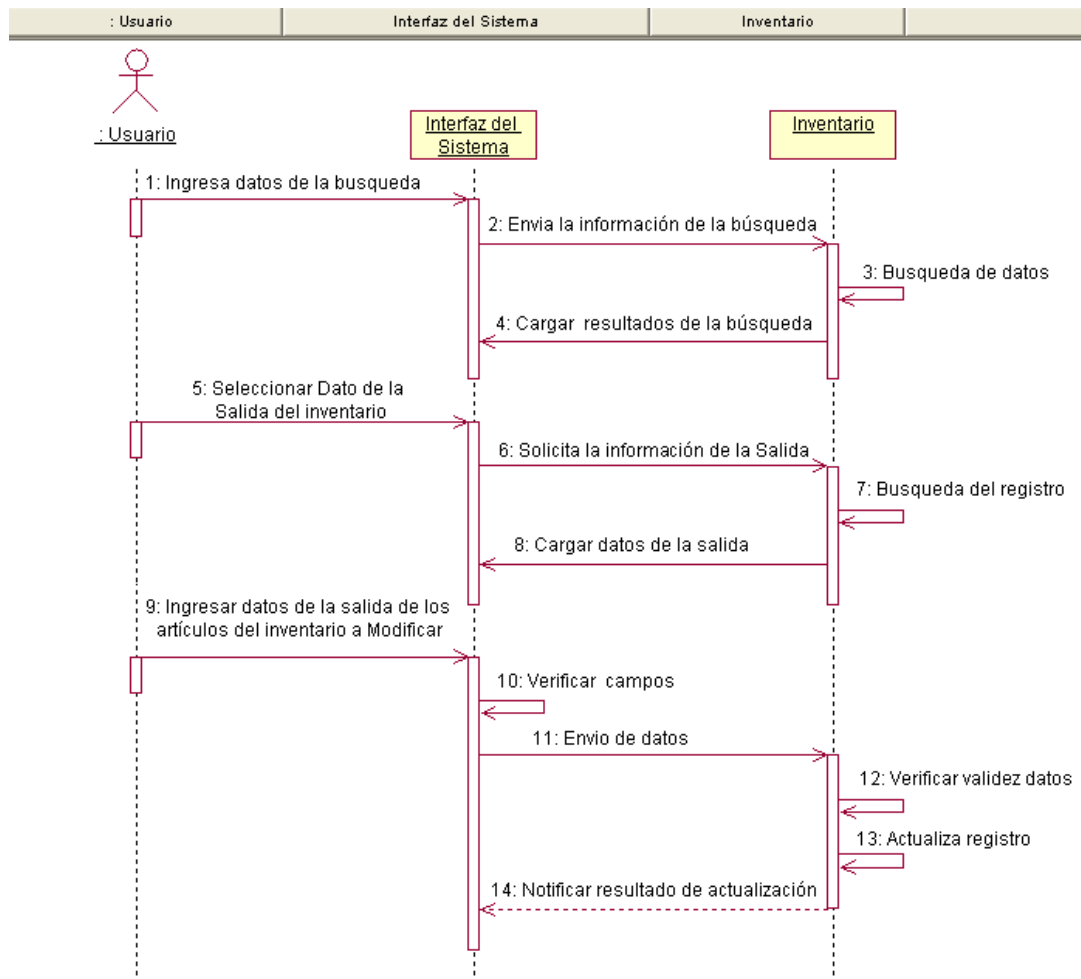 : Usuario
Interfaz del Sistema
Inventario
: Usuario
Interfaz del
Sistema
Inventario
1: Ingresa datos de la busqueda
2: Envia la información de la búsqueda
3: Busqueda de datos
4: Cargar resultados de la búsqueda
5: Seleccionar Dato de la
Salida del inventario
6: Solicita la información de la Salida
7: Busqueda del registro
8: Cargar datos de la salida
9: Ingresar datos de la salida de los
artículos del inventario a Modificar
10: Verificar campos
11: Envio de datos
12: Verificar validez datos
13: Actualiza registro
14: Notificar resultado de actualización